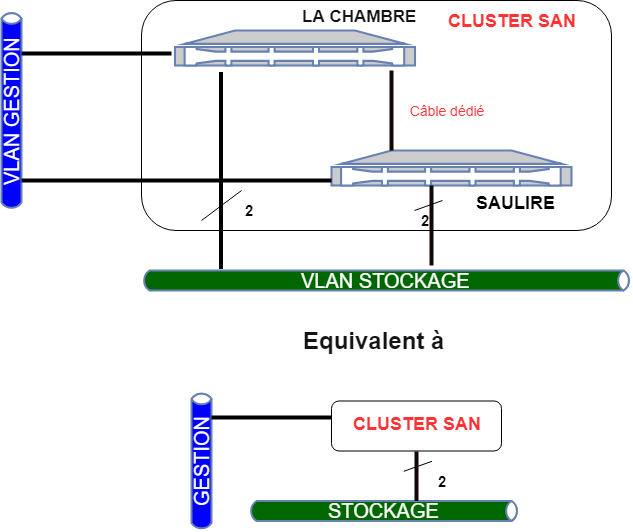 LA CHAMBRE
CLUSTER SAN
VLAN GESTION
Câble dédié
SAULIRE
2
2
VLAN STOCKAGE
Equivalent à
CLUSTER SAN
GESTION
2
STOCKAGE